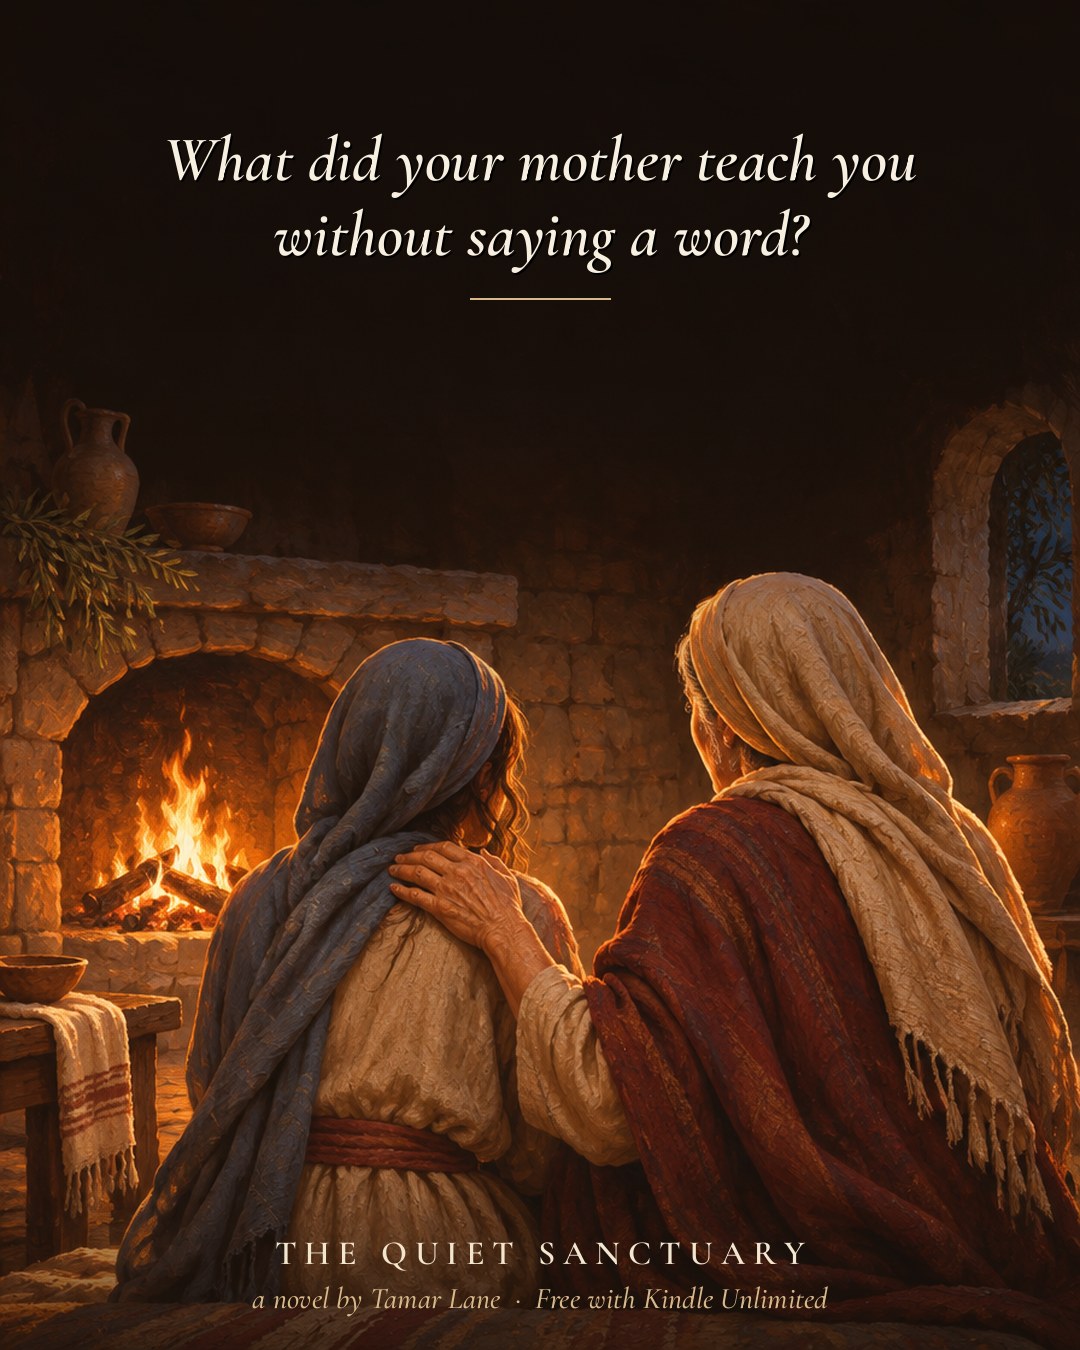 What did your mother teach you
without saying a word?
THE QUIET SANCTUARY
a novel by Tamar Lane · Free with Kindle Unlimited